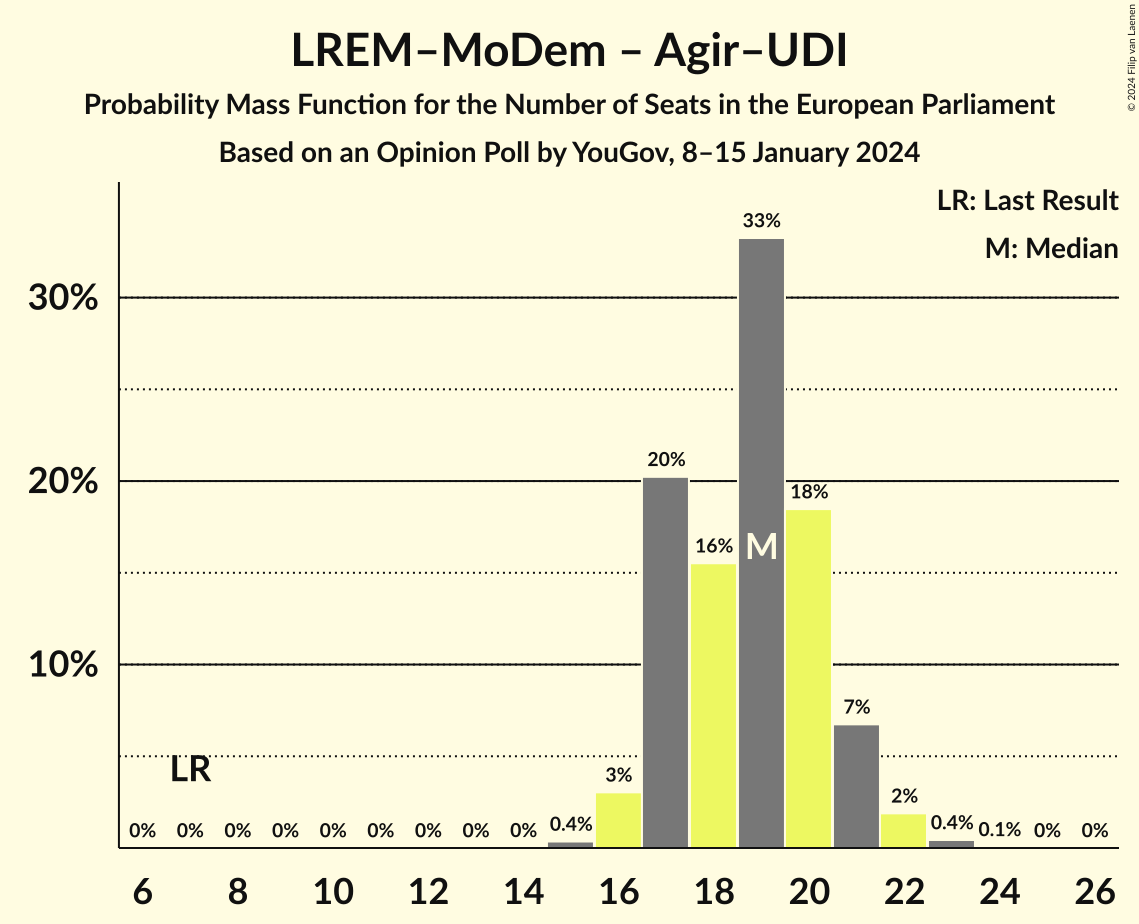 LREM–MoDem – Agir–UDI
Probability Mass Function for the Number of Seats in the European Parliament
Based on an Opinion Poll by YouGov, 8–15 January 2024
© 2024 Filip van Laenen
LR: Last Result
M: Median
33%
30%
20%
20%
18%
16%
M
10%
7%
LR
3%
2%
0% 0% 0% 0% 0% 0% 0% 0% 0% 0.4% 0.4% 0.1% 0% 0%
6 8 10 12 14 16 18 20 22 24 26